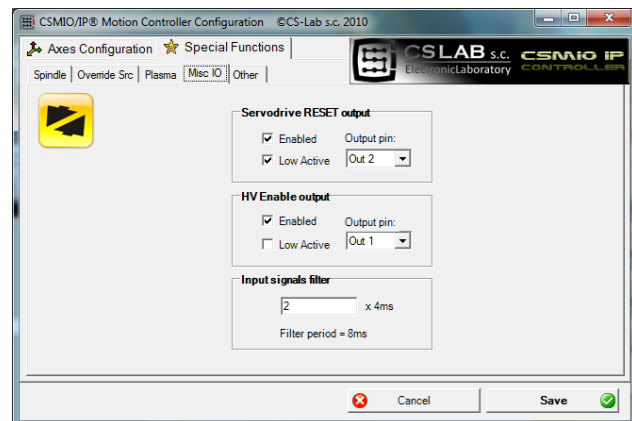 CSMIO/IP® Motion Controller Configuration ©CS-Lab s.c. 2010
Axes Configuration Special Functions
CSLAB s.c.
ElectronicLaboratory
CSMIO IP
CONTROLLER
Spindle Override Src Plasma Misc IO Other
Servodrive RESET output
Enabled Output pin:
Low Active Out 2
HV Enable output
Enabled Output pin:
Low Active Out 1
Input signals filter
2 x 4ms
Filter period = 8ms
Cancel Save